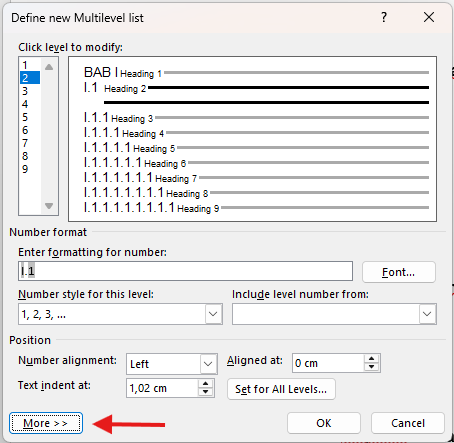 Define new Multilevel list
Click level to modify:
1
2
3
4
5
6
7
8
9
BAB I Heading 1
I.1 Heading 2
I.1.1 Heading 3
I.1.1.1 Heading 4
I.1.1.1.1 Heading 5
I.1.1.1.1.1 Heading 6
I.1.1.1.1.1.1 Heading 7
I.1.1.1.1.1.1.1 Heading 8
I.1.1.1.1.1.1.1.1 Heading 9
Number format
Enter formatting for number:
I.1
Font...
Number style for this level:
Include level number from:
1, 2, 3, ...
Position
Number alignment:
Left
Aligned at:
0 cm
Text indent at:
1,02 cm
Set for All Levels...
More >>
OK
Cancel